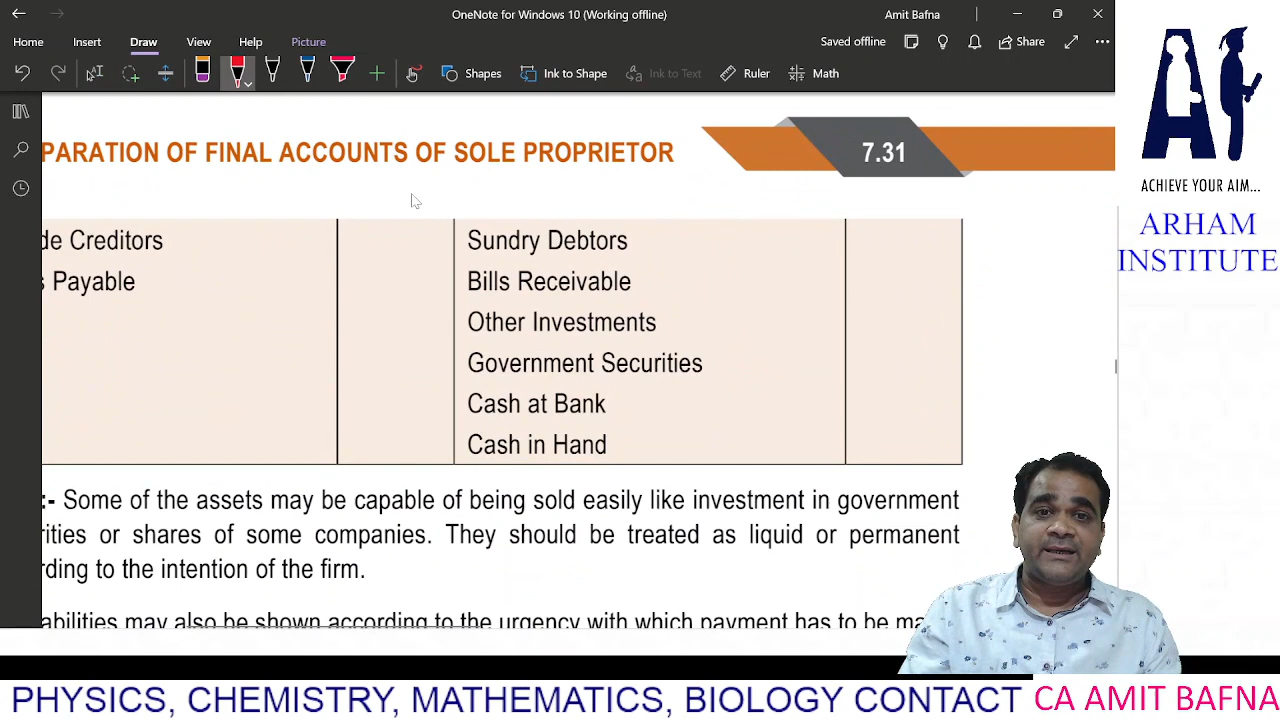 OneNote for Windows 10 (Working offline)
Amit Bafna
Home Insert Draw View Help Picture
Saved offline
Share
Shapes
Ink to Shape
Ink to Text
Ruler
Math
PARATION OF FINAL ACCOUNTS OF SOLE PROPRIETOR
7.31
de Creditors
Sundry Debtors
s Payable
Bills Receivable
Other Investments
Government Securities
Cash at Bank
Cash in Hand
:- Some of the assets may be capable of being sold easily like investment in government
rities or shares of some companies. They should be treated as liquid or permanent
rding to the intention of the firm.
abilities may also be shown according to the urgency with which payment has to be ma
ACHIEVE YOUR AIM...
ARHAM
INSTITUTE
PHYSICS, CHEMISTRY, MATHEMATICS, BIOLOGY CONTACT CA AMIT BAFNA